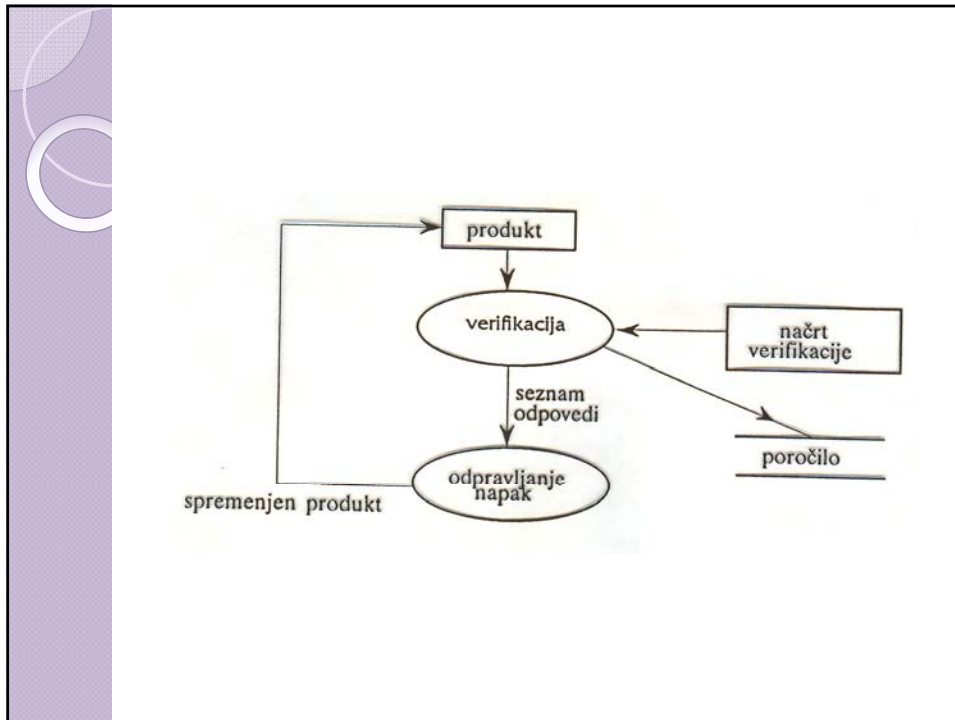 produkt
verifikacija
načrt
verifikacije
seznam
odpovedi
poročilo
odpravljanje
napak
spremenjen produkt